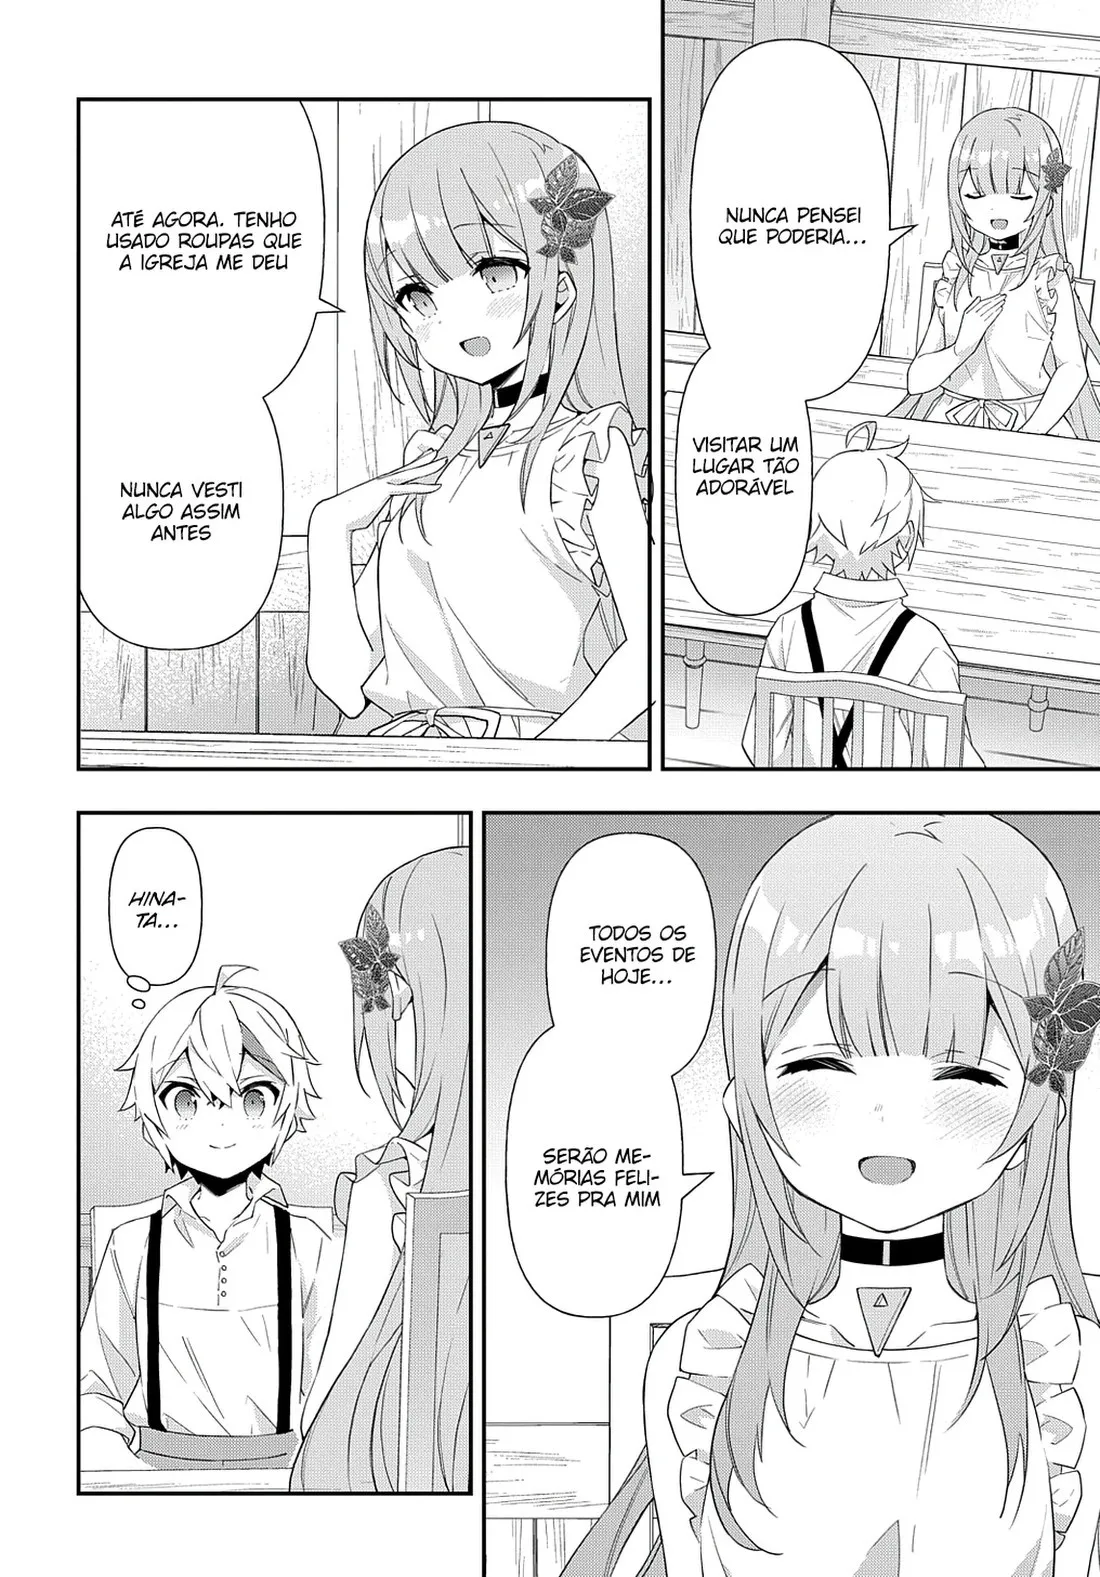 NUNCA PENSEI
QUE PODERIA...
VISITAR UM
LUGAR TÃO
ADORÁVEL
ATÉ AGORA. TENHO
USADO ROUPAS QUE
A IGREJA ME DEU
NUNCA VESTI
ALGO ASSIM
ANTES
TODOS OS
EVENTOS DE
HOJE...
SERÃO ME-
MÓRIAS FELI-
ZES PRA MIM
HINA-
TA...